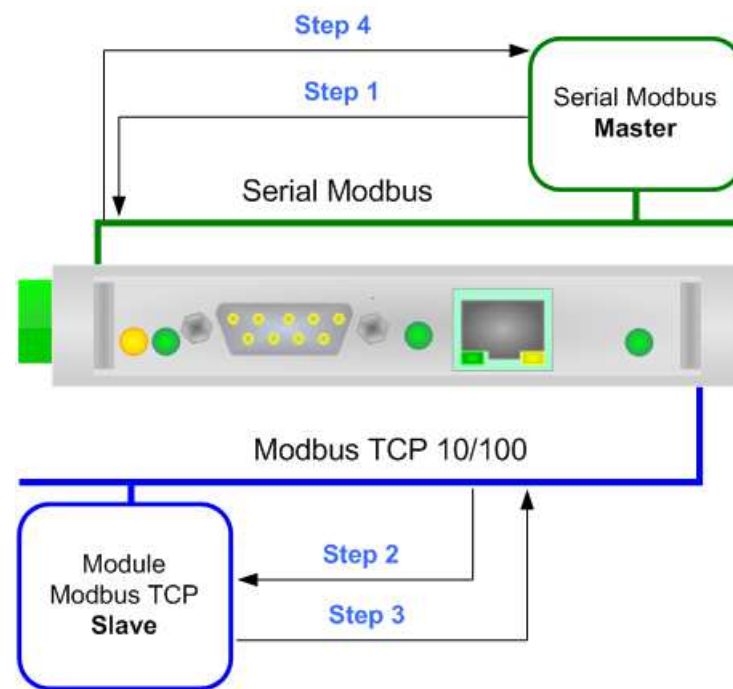 Step 4
Step 1
Serial Modbus
Master
Serial Modbus
Modbus TCP 10/100
Step 2
Module
Modbus TCP
Slave
Step 3